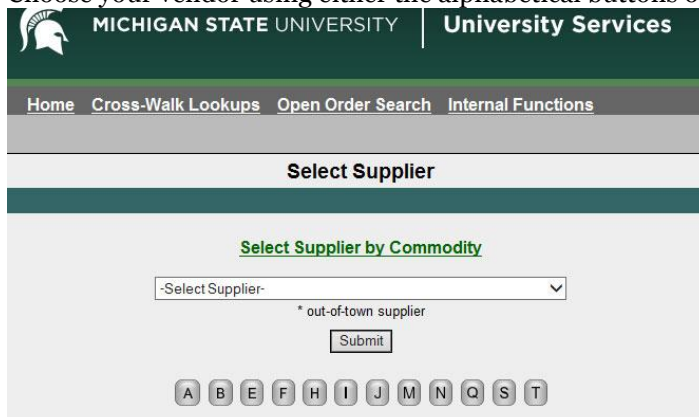 Choose your vendor using either the alphabetical buttons o
MICHIGAN STATE UNIVERSITY University Services
Home Cross-Walk Lookups Open Order Search Internal Functions
Select Supplier
Select Supplier by Commodity
-Select Supplier-
* out-of-town supplier
Submit
A B E F H I J M N Q S T